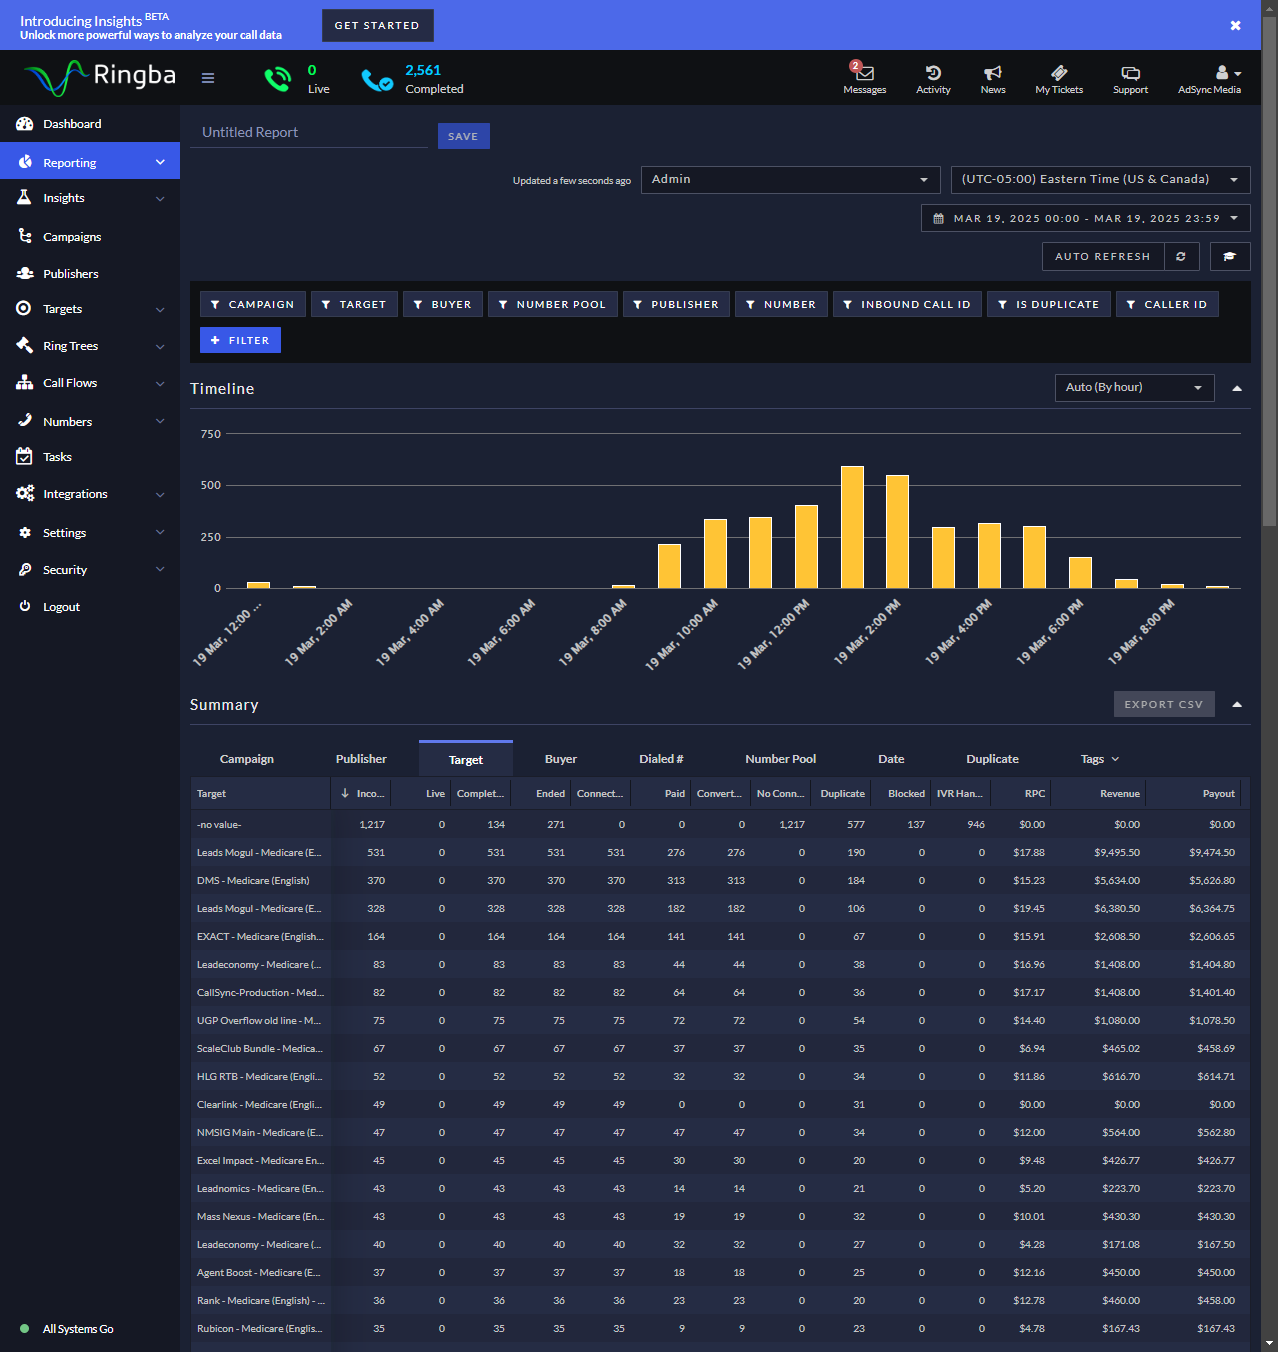 Introducing Insights BETA
Unlock more powerful ways to analyze your call data
GET STARTED
Ringba
0
Live
2,561
Completed
2
Messages
Activity
News
My Tickets
Support
AdSync Media
Dashboard
Reporting
Insights
Campaigns
Publishers
Targets
Ring Trees
Call Flows
Numbers
Tasks
Integrations
Settings
Security
Logout
All Systems Go
Untitled Report
SAVE
Updated a few seconds ago
Admin
(UTC-05:00) Eastern Time (US & Canada)
MAR 19, 2025 00:00 - MAR 19, 2025 23:59
AUTO REFRESH
CAMPAIGN TARGET BUYER NUMBER POOL PUBLISHER NUMBER INBOUND CALL ID IS DUPLICATE CALLER ID
FILTER
Timeline
Auto (By hour)
750
500
250
0
19 Mar, 12:00 ...
19 Mar, 2:00 AM
19 Mar, 4:00 AM
19 Mar, 6:00 AM
19 Mar, 8:00 AM
19 Mar, 10:00 AM
19 Mar, 12:00 PM
19 Mar, 2:00 PM
19 Mar, 4:00 PM
19 Mar, 6:00 PM
19 Mar, 8:00 PM
Summary
EXPORT CSV
Campaign Publisher Target Buyer Dialed # Number Pool Date Duplicate Tags
Target Inco... Live Complet... Ended Connect... Paid Convert... No Conn... Duplicate Blocked IVR Han... RPC Revenue Payout
-no value- 1,217 0 134 271 0 0 0 1,217 577 137 946 $0.00 $0.00 $0.00
Leads Mogul - Medicare (E... 531 0 531 531 531 276 276 0 190 0 0 $17.88 $9,495.50 $9,474.50
DMS - Medicare (English) 370 0 370 370 370 313 313 0 184 0 0 $15.23 $5,634.00 $5,626.80
Leads Mogul - Medicare (E... 328 0 328 328 328 182 182 0 106 0 0 $19.45 $6,380.50 $6,364.75
EXACT - Medicare (English... 164 0 164 164 164 141 141 0 67 0 0 $15.91 $2,608.50 $2,606.65
Leadeconomy - Medicare (... 83 0 83 83 83 44 44 0 38 0 0 $16.96 $1,408.00 $1,404.80
CallSync-Production - Med... 82 0 82 82 82 64 64 0 36 0 0 $17.17 $1,408.00 $1,401.40
UGP Overflow old line - M... 75 0 75 75 75 72 72 0 54 0 0 $14.40 $1,080.00 $1,078.50
ScaleClub Bundle - Medica... 67 0 67 67 67 37 37 0 35 0 0 $6.94 $465.02 $458.69
HLG RTB - Medicare (Engli... 52 0 52 52 52 32 32 0 34 0 0 $11.86 $616.70 $614.71
Clearlink - Medicare (Engli... 49 0 49 49 49 0 0 0 31 0 0 $0.00 $0.00 $0.00
NMSIG Main - Medicare (E... 47 0 47 47 47 47 47 0 34 0 0 $12.00 $564.00 $562.80
Excel Impact - Medicare En... 45 0 45 45 45 30 30 0 20 0 0 $9.48 $426.77 $426.77
Leadnomics - Medicare (En... 43 0 43 43 43 14 14 0 21 0 0 $5.20 $223.70 $223.70
Mass Nexus - Medicare (En... 43 0 43 43 43 19 19 0 32 0 0 $10.01 $430.30 $430.30
Leadeconomy - Medicare (... 40 0 40 40 40 32 32 0 27 0 0 $4.28 $171.08 $167.50
Agent Boost - Medicare (E... 37 0 37 37 37 18 18 0 25 0 0 $12.16 $450.00 $450.00
Rank - Medicare (English) - ... 36 0 36 36 36 23 23 0 20 0 0 $12.78 $460.00 $458.00
Rubicon - Medicare (Englis... 35 0 35 35 35 9 9 0 23 0 0 $4.78 $167.43 $167.43